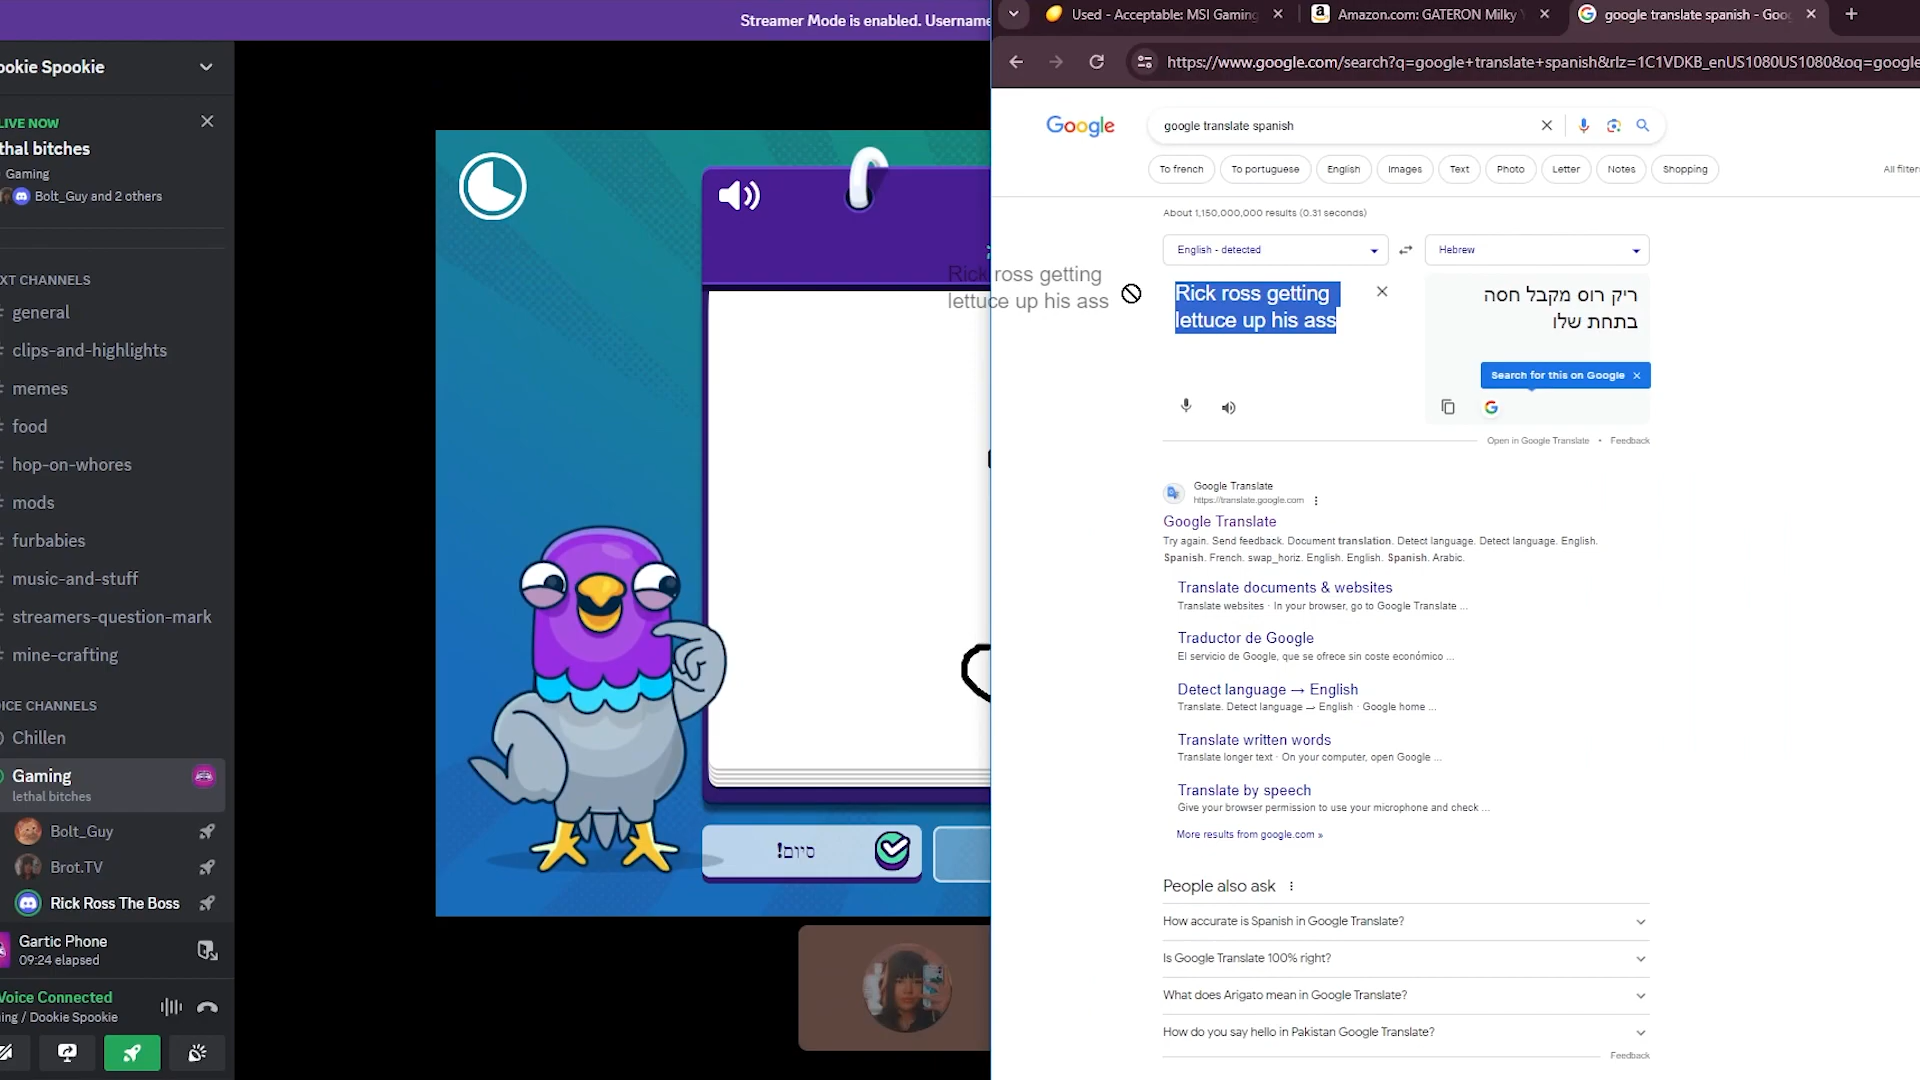 Streamer Mode is enabled. Username
ookie Spookie
LIVE NOW
thal bitches
Gaming
Bolt_Guy and 2 others
XT CHANNELS
general
clips-and-highlights
memes
food
hop-on-whores
mods
furbabies
music-and-stuff
streamers-question-mark
mine-crafting
ICE CHANNELS
Chillen
Gaming
lethal bitches
Bolt_Guy
Brot.TV
Rick Ross The Boss
Gartic Phone
09:24 elapsed
Voice Connected
ing / Dookie Spookie
סיום!
Rick ross getting
lettuce up his ass
Used - Acceptable: MSI Gaming
Amazon.com: GATERON Milky
google translate spanish - Goo
https://www.google.com/search?q=google+translate+spanish&rlz=1C1VDKB_enUS1080US1080&oq=google
Google
google translate spanish
To french
To portuguese
English
Images
Text
Photo
Letter
Notes
Shopping
All filters
About 1,150,000,000 results (0.31 seconds)
English - detected
Hebrew
Rick ross getting
lettuce up his ass
ריק רוס מקבל חסה
בתחת שלו
Search for this on Google
Open in Google Translate • Feedback
Google Translate
https://translate.google.com
Google Translate
Try again. Send feedback. Document translation. Detect language. Detect language. English.
Spanish. French. swap_horiz. English. English. Spanish. Arabic.
Translate documents & websites
Translate websites · In your browser, go to Google Translate ...
Traductor de Google
El servicio de Google, que se ofrece sin coste económico ...
Detect language → English
Translate. Detect language → English · Google home ...
Translate written words
Translate longer text · On your computer, open Google ...
Translate by speech
Give your browser permission to use your microphone and check ...
More results from google.com »
People also ask
How accurate is Spanish in Google Translate?
Is Google Translate 100% right?
What does Arigato mean in Google Translate?
How do you say hello in Pakistan Google Translate?
Feedback